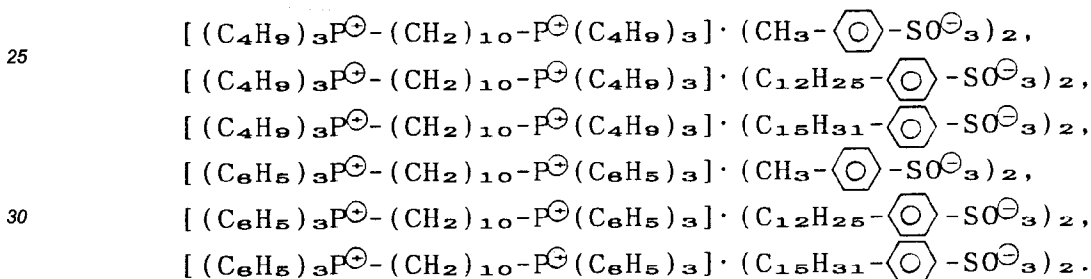 [(C₄H₉)₃P⊕-(CH₂)₁₀-P⊕(C₄H₉)₃]·(CH₃-⌬-SO⊖₃)₂,
25
[(C₄H₉)₃P⊕-(CH₂)₁₀-P⊕(C₄H₉)₃]·(C₁₂H₂₅-⌬-SO⊖₃)₂,
[(C₄H₉)₃P⊕-(CH₂)₁₀-P⊕(C₄H₉)₃]·(C₁₅H₃₁-⌬-SO⊖₃)₂,
[(C₆H₅)₃P⊕-(CH₂)₁₀-P⊕(C₆H₅)₃]·(CH₃-⌬-SO⊖₃)₂,
30 [(C₆H₅)₃P⊕-(CH₂)₁₀-P⊕(C₆H₅)₃]·(C₁₂H₂₅-⌬-SO⊖₃)₂,
[(C₆H₅)₃P⊕-(CH₂)₁₀-P⊕(C₆H₅)₃]·(C₁₅H₃₁-⌬-SO⊖₃)₂.